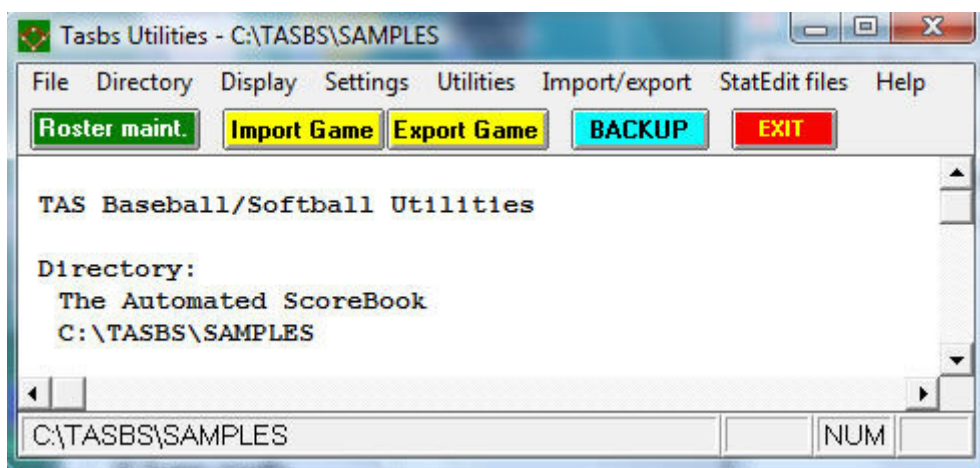 Tasbs Utilities - C:\TASBS\SAMPLES
File Directory Display Settings Utilities Import/export StatEdit files Help
Roster maint. Import Game Export Game BACKUP EXIT
TAS Baseball/Softball Utilities
Directory:
The Automated ScoreBook
C:\TASBS\SAMPLES
C:\TASBS\SAMPLES NUM